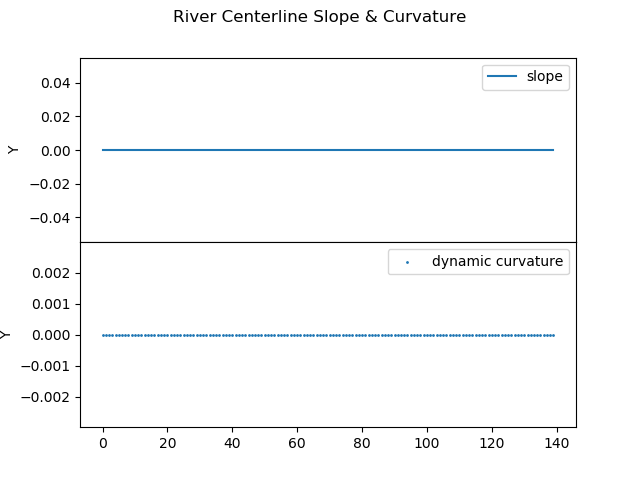 River Centerline Slope & Curvature
slope
0.04
0.02
0.00
−0.02
−0.04
Y
dynamic curvature
0.002
0.001
0.000
−0.001
−0.002
Y
0 20 40 60 80 100 120 140